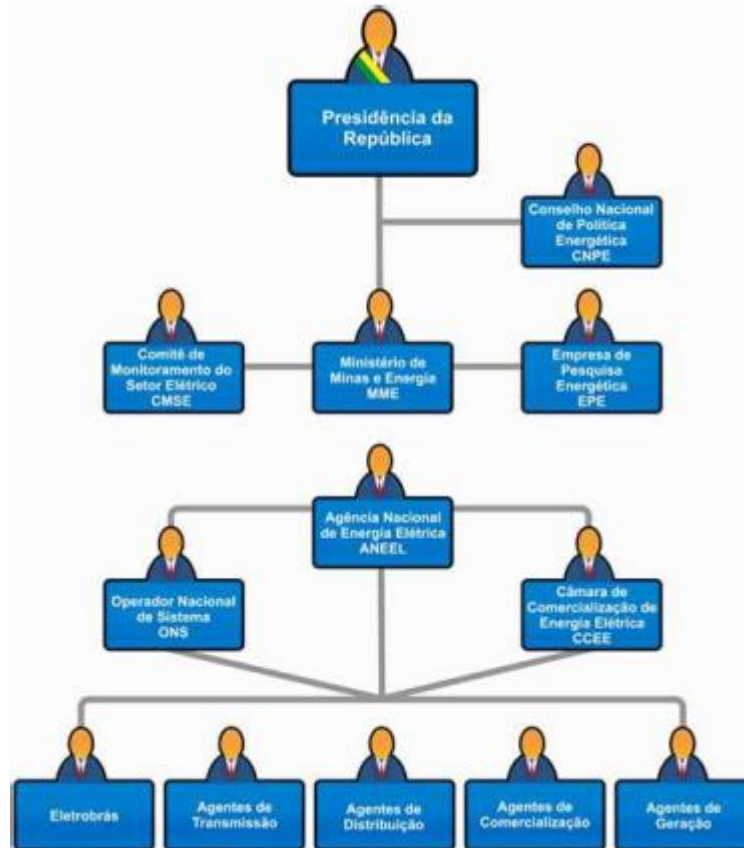 Presidência da
República
Conselho Nacional
de Política
Energética
CNPE
Comitê de
Monitoramento do
Setor Elétrico
CMSE
Ministério de
Minas e Energia
MME
Empresa de
Pesquisa
Energética
EPE
Agência Nacional
de Energia Elétrica
ANEEL
Operador Nacional
de Sistema
ONS
Câmara de
Comercialização de
Energia Elétrica
CCEE
Eletrobrás
Agentes de
Transmissão
Agentes de
Distribuição
Agentes de
Comercialização
Agentes de
Geração